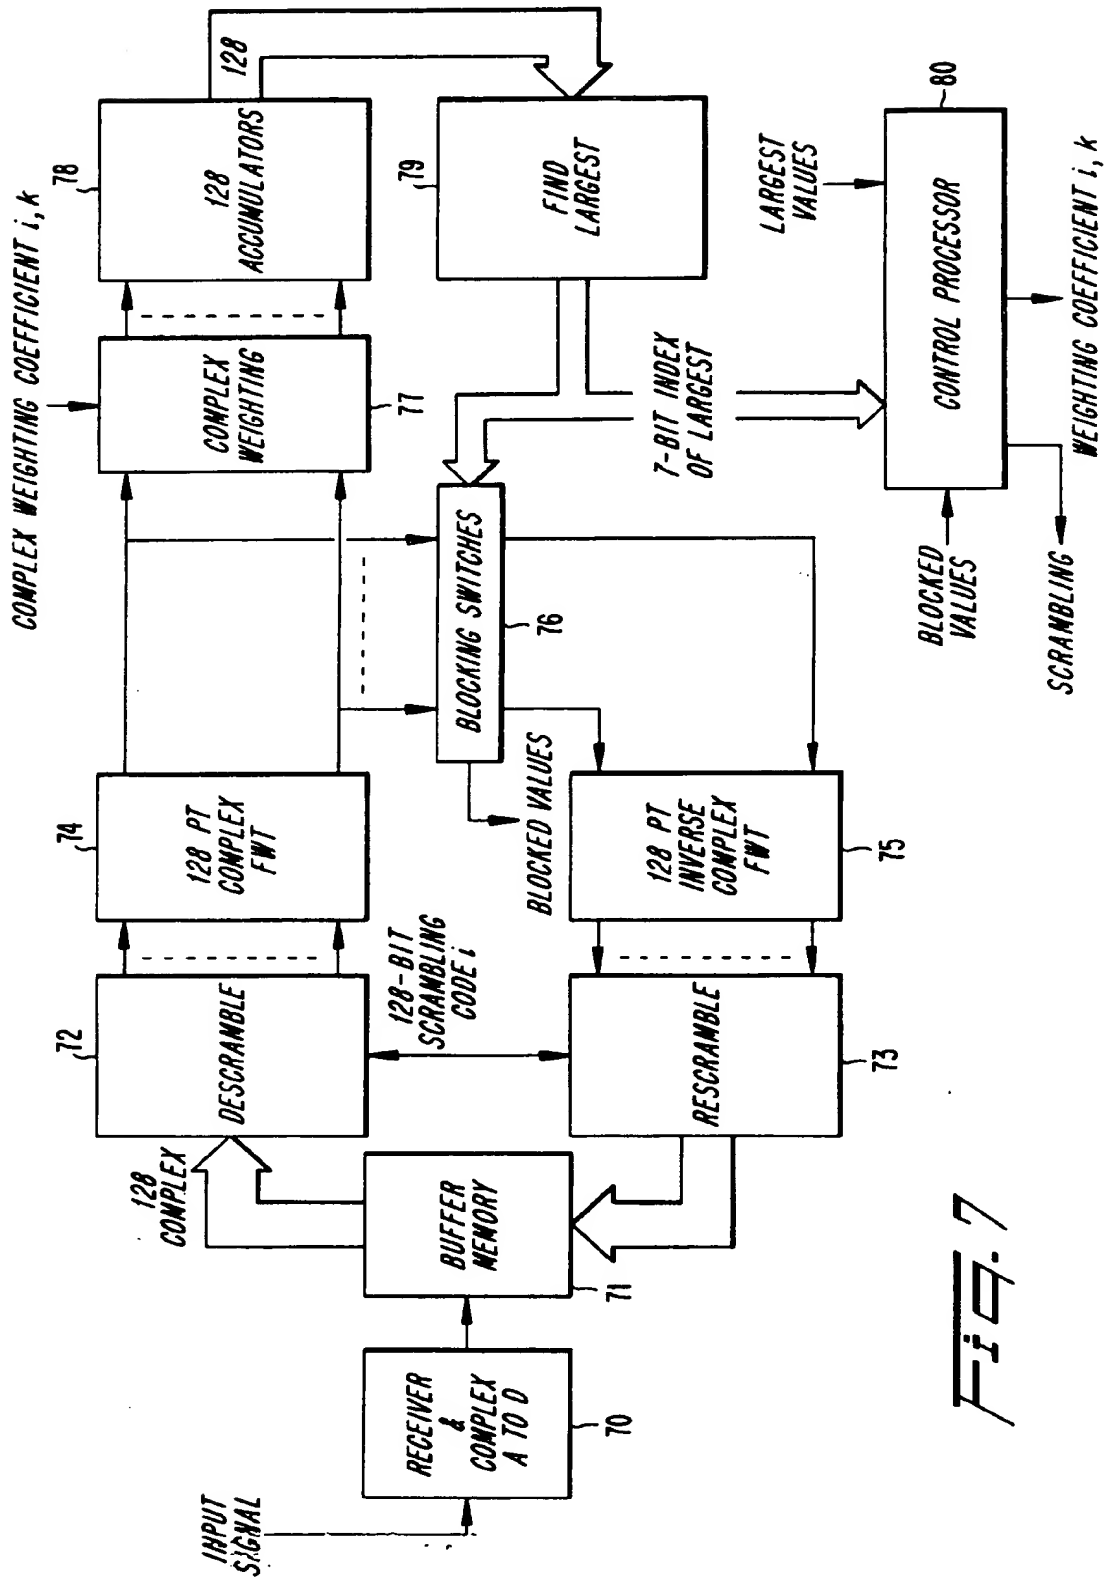 INPUT
SIGNAL
RECEIVER
&
COMPLEX
A TO D
70
BUFFER
MEMORY
71
128
COMPLEX
DESCRAMBLE
72
128-BIT
SCRAMBLING
CODE i
RESCRAMBLE
73
128 PT
COMPLEX
FWT
74
128 PT
INVERSE
COMPLEX
FWT
75
BLOCKED VALUES
BLOCKING SWITCHES
76
COMPLEX WEIGHTING COEFFICIENT i, k
COMPLEX
WEIGHTING
77
128
ACCUMULATORS
78
128
FIND
LARGEST
79
7-BIT INDEX
OF LARGEST
LARGEST
VALUES
BLOCKED
VALUES
CONTROL PROCESSOR
80
SCRAMBLING
WEIGHTING COEFFICIENT i, k
Fig. 7